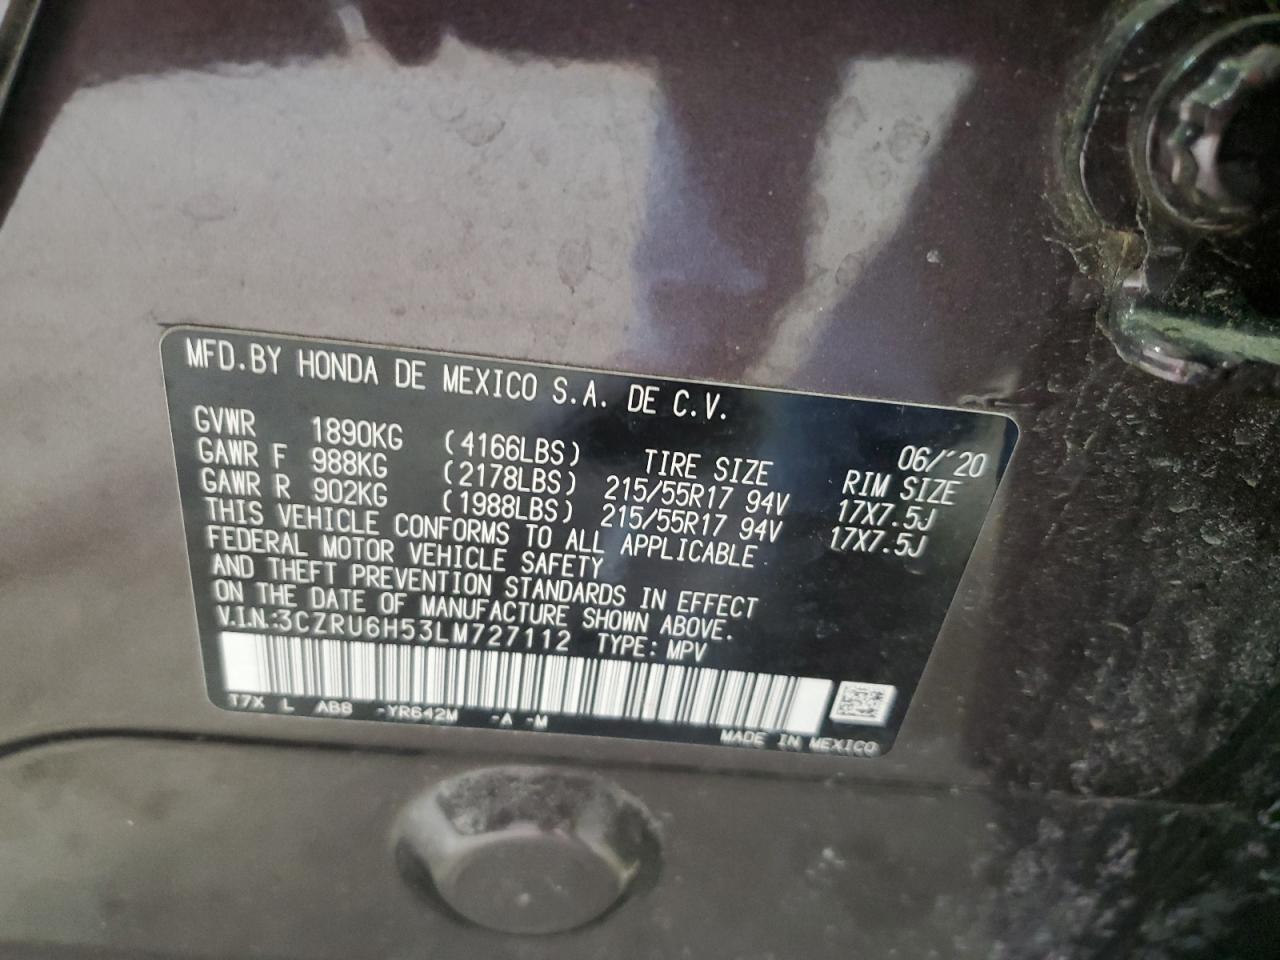 MFD.BY HONDA DE MEXICO S.A. DE C.V.
06/'20
GVWR 1890KG (4166LBS) TIRE SIZE RIM SIZE
GAWR F 988KG (2178LBS) 215/55R17 94V 17X7.5J
GAWR R 902KG (1988LBS) 215/55R17 94V 17X7.5J
THIS VEHICLE CONFORMS TO ALL APPLICABLE
FEDERAL MOTOR VEHICLE SAFETY
AND THEFT PREVENTION STANDARDS IN EFFECT
ON THE DATE OF MANUFACTURE SHOWN ABOVE.
V.I.N:3CZRU6H53LM727112 TYPE: MPV
T7X L AB8 -YR642M -A -M
MADE IN MEXICO